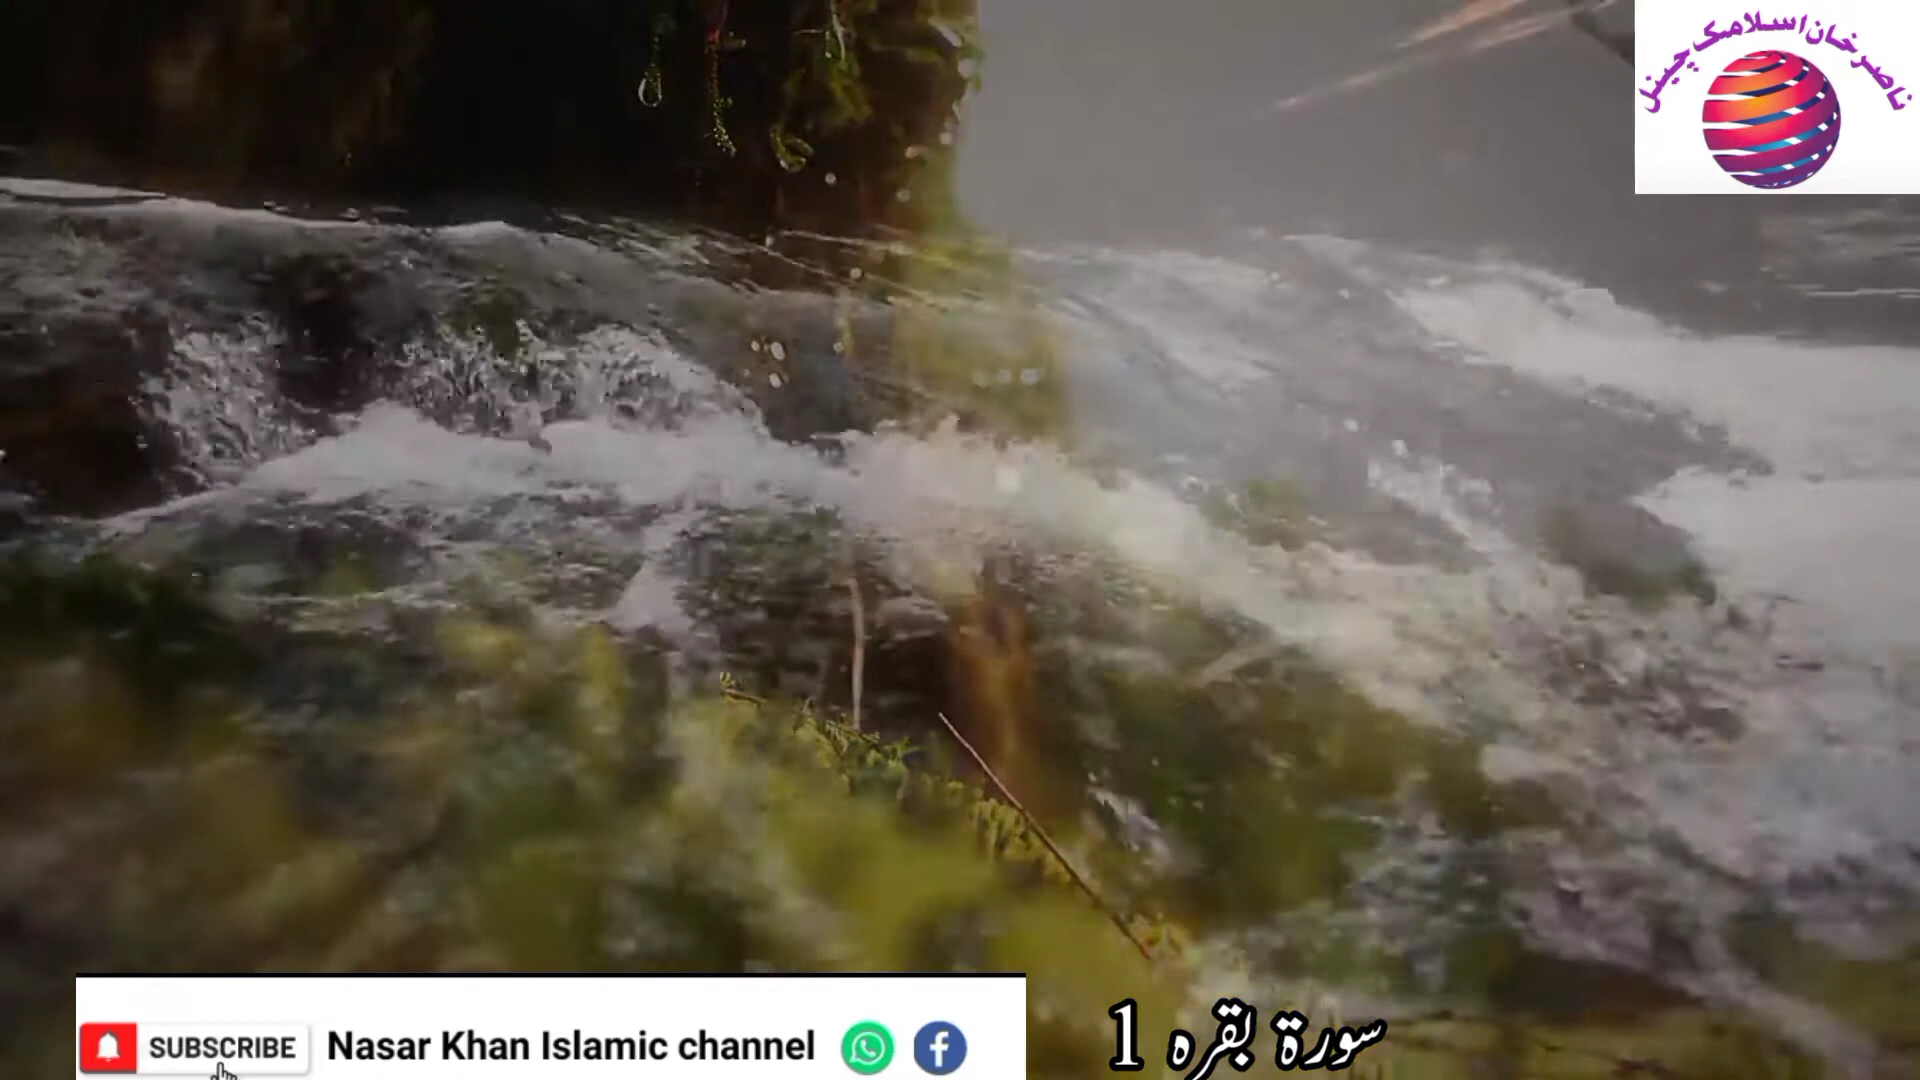 ناصر خان اسلامک چینل
SUBSCRIBE Nasar Khan Islamic channel
سورۃ بقرہ 1